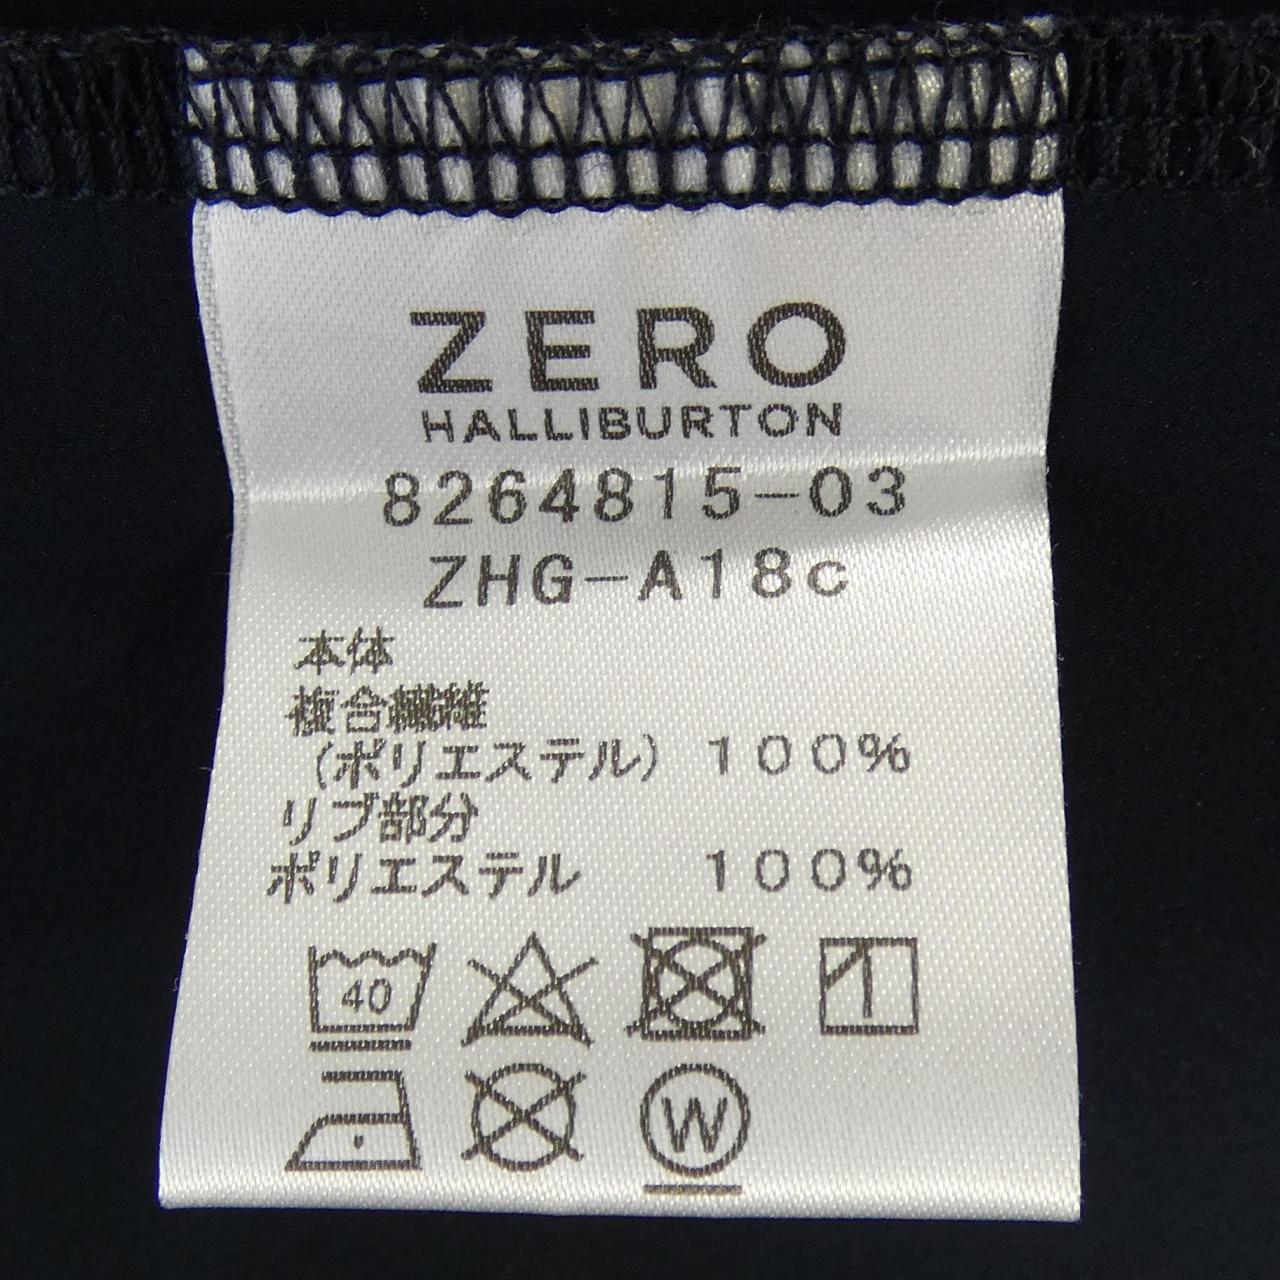 ZERO
HALLIBURTON
8264815-03
ZHG-A18c
本体
複合繊維
(ポリエステル) 100%
リブ部分
ポリエステル 100%
40
W